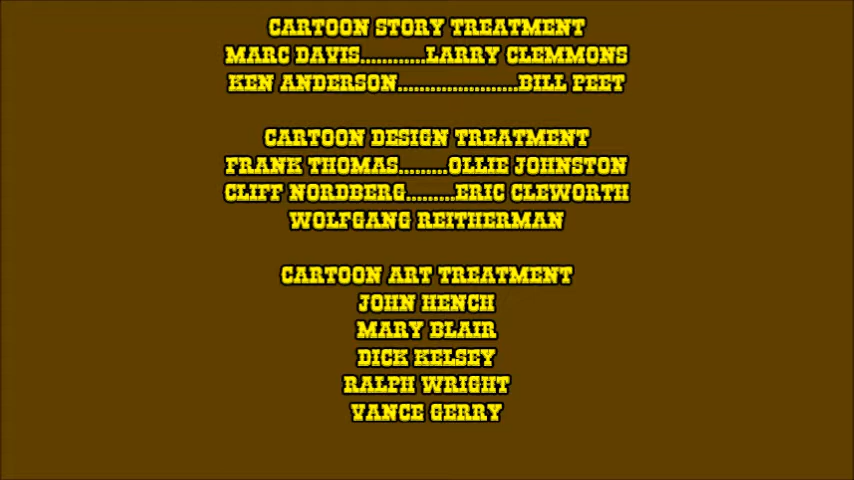 CARTOON STORY TREATMENT
MARC DAVIS............LARRY CLEMMONS
KEN ANDERSON......................BILL PEET
CARTOON DESIGN TREATMENT
FRANK THOMAS.........OLLIE JOHNSTON
CLIFF NORDBERG.........ERIC CLEWORTH
WOLFGANG REITHERMAN
CARTOON ART TREATMENT
JOHN HENCH
MARY BLAIR
DICK KELSEY
RALPH WRIGHT
VANCE GERRY